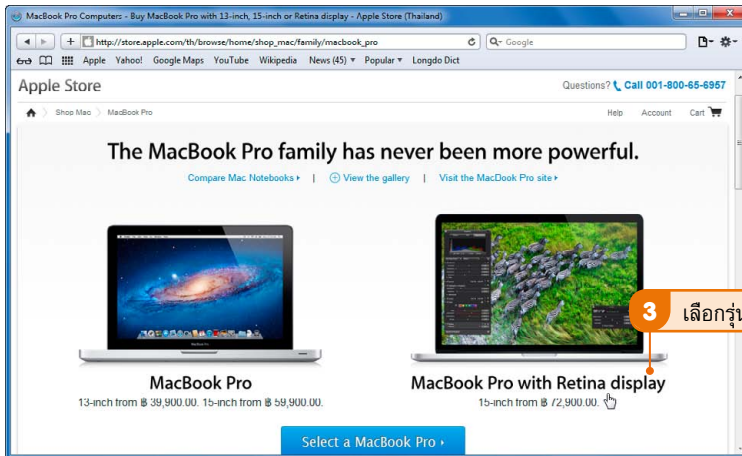 MacBook Pro Computers - Buy MacBook Pro with 13-inch, 15-inch or Retina display - Apple Store (Thailand)
http://store.apple.com/th/browse/home/shop_mac/family/macbook_pro
Google
Apple Yahoo! Google Maps YouTube Wikipedia News (45) Popular Longdo Dict
Apple Store
Questions? Call 001-800-65-6957
Shop Mac MacBook Pro
Help Account Cart
The MacBook Pro family has never been more powerful.
Compare Mac Notebooks | View the gallery | Visit the MacBook Pro site
3 เลือกรุ่น
MacBook Pro
13-inch from ฿ 39,900.00. 15-inch from ฿ 59,900.00.
MacBook Pro with Retina display
15-inch from ฿ 72,900.00.
Select a MacBook Pro